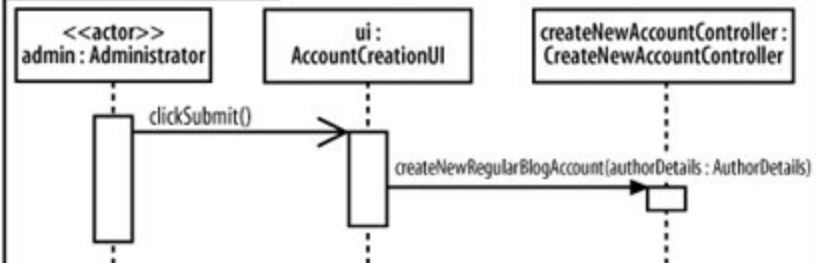 <<actor>>
admin : Administrator
ui :
AccountCreationUI
createNewAccountController :
CreateNewAccountController
clickSubmit()
createNewRegularBlogAccount(authorDetails : AuthorDetails)